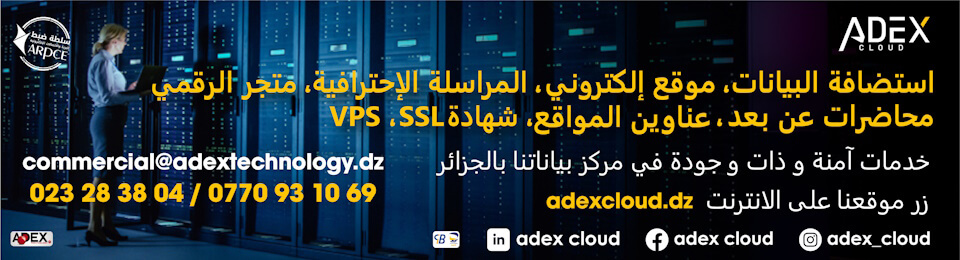 سلطة ضبط
ARPCE
ADEX
CLOUD
استضافة البيانات، موقع إلكتروني، المراسلة الإحترافية، متجر الرقمي
محاضرات عن بعد، عناوين المواقع، شهادة SSL، VPS
خدمات آمنة و ذات و جودة في مركز بياناتنا بالجزائر
زر موقعنا على الانترنت adexcloud.dz
commercial@adextechnology.dz
023 28 38 04 / 0770 93 10 69
ADEX
adex cloud
adex cloud
adex_cloud